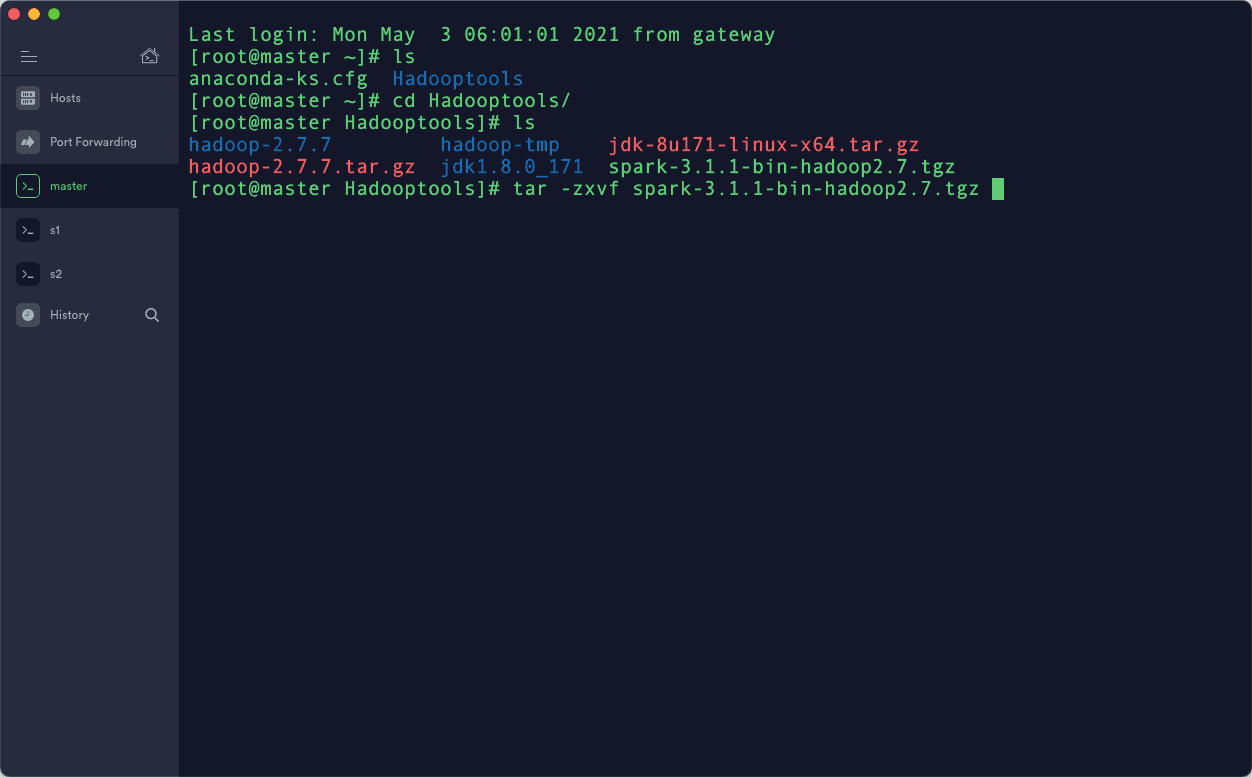 Hosts
Port Forwarding
master
s1
s2
History
Last login: Mon May  3 06:01:01 2021 from gateway
[root@master ~]# ls
anaconda-ks.cfg  Hadooptools
[root@master ~]# cd Hadooptools/
[root@master Hadooptools]# ls
hadoop-2.7.7         hadoop-tmp    jdk-8u171-linux-x64.tar.gz
hadoop-2.7.7.tar.gz  jdk1.8.0_171  spark-3.1.1-bin-hadoop2.7.tgz
[root@master Hadooptools]# tar -zxvf spark-3.1.1-bin-hadoop2.7.tgz